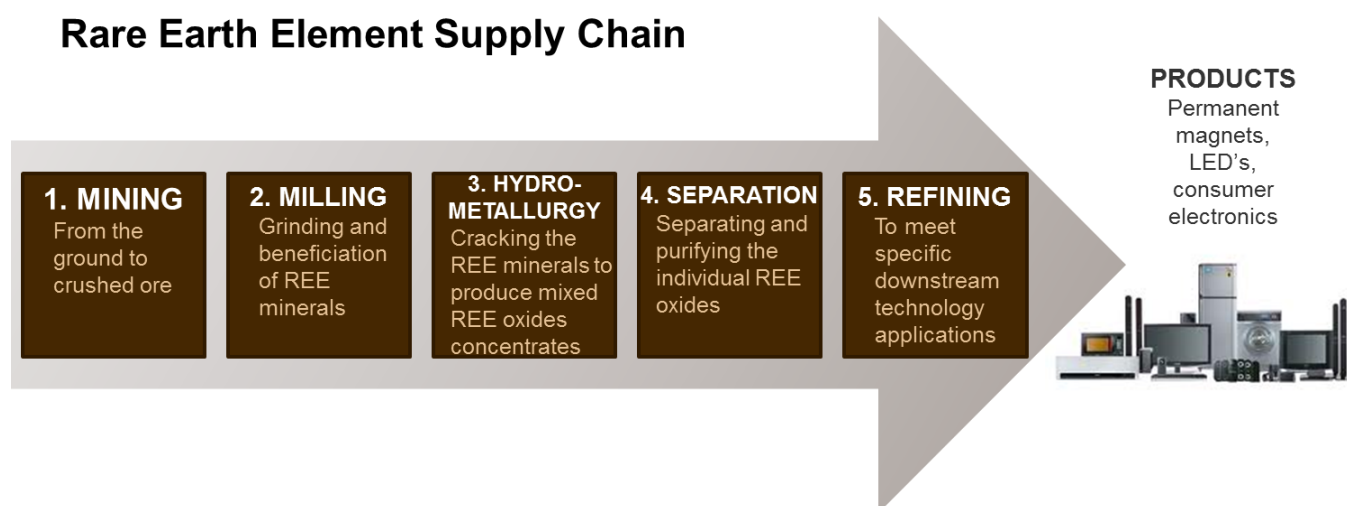 Rare Earth Element Supply Chain
1. MINING
From the
ground to
crushed ore
2. MILLING
Grinding and
beneficiation
of REE
minerals
3. HYDRO-
METALLURGY
Cracking the
REE minerals to
produce mixed
REE oxides
concentrates
4. SEPARATION
Separating and
purifying the
individual REE
oxides
5. REFINING
To meet
specific
downstream
technology
applications
PRODUCTS
Permanent
magnets,
LED's,
consumer
electronics